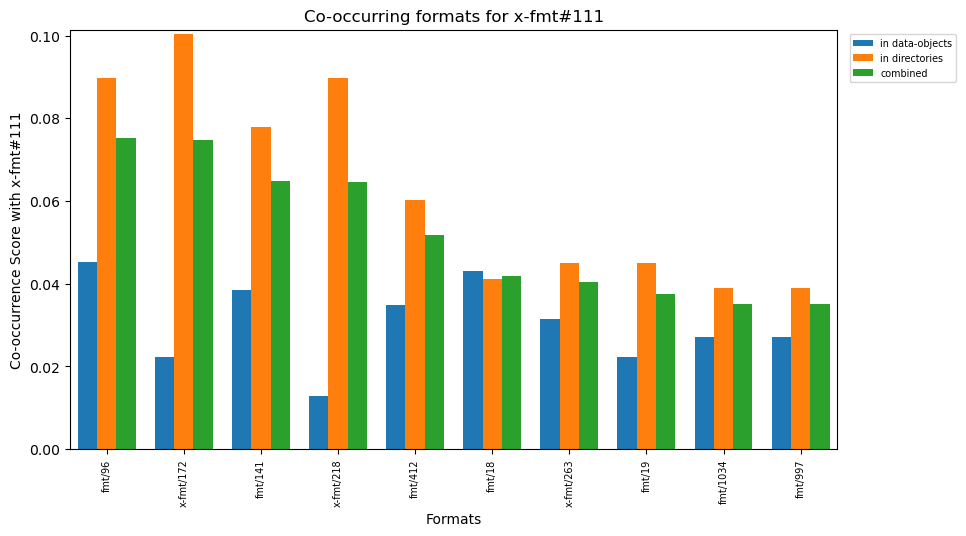 Co-occurring formats for x-fmt#111
in data-objects
in directories
combined
Co-occurrence Score with x-fmt#111
0.10
0.08
0.06
0.04
0.02
0.00
fmt/96
x-fmt/172
fmt/141
x-fmt/218
fmt/412
fmt/18
x-fmt/263
fmt/19
fmt/1034
fmt/997
Formats